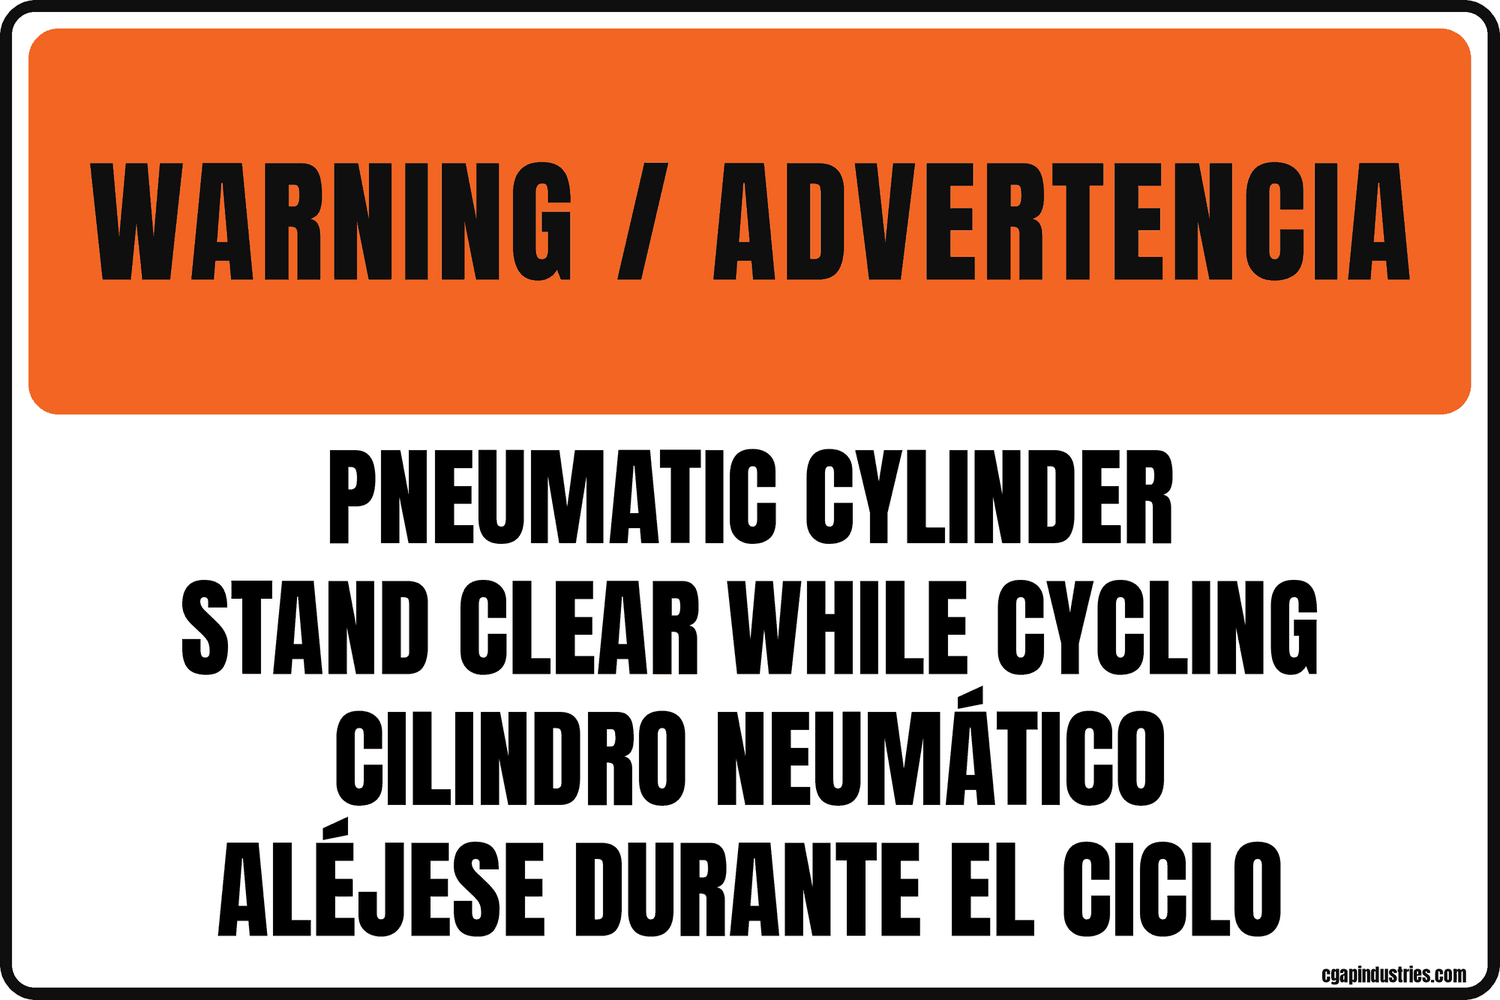 WARNING / ADVERTENCIA
PNEUMATIC CYLINDER
STAND CLEAR WHILE CYCLING
CILINDRO NEUMÁTICO
ALÉJESE DURANTE EL CICLO
cgapindustries.com